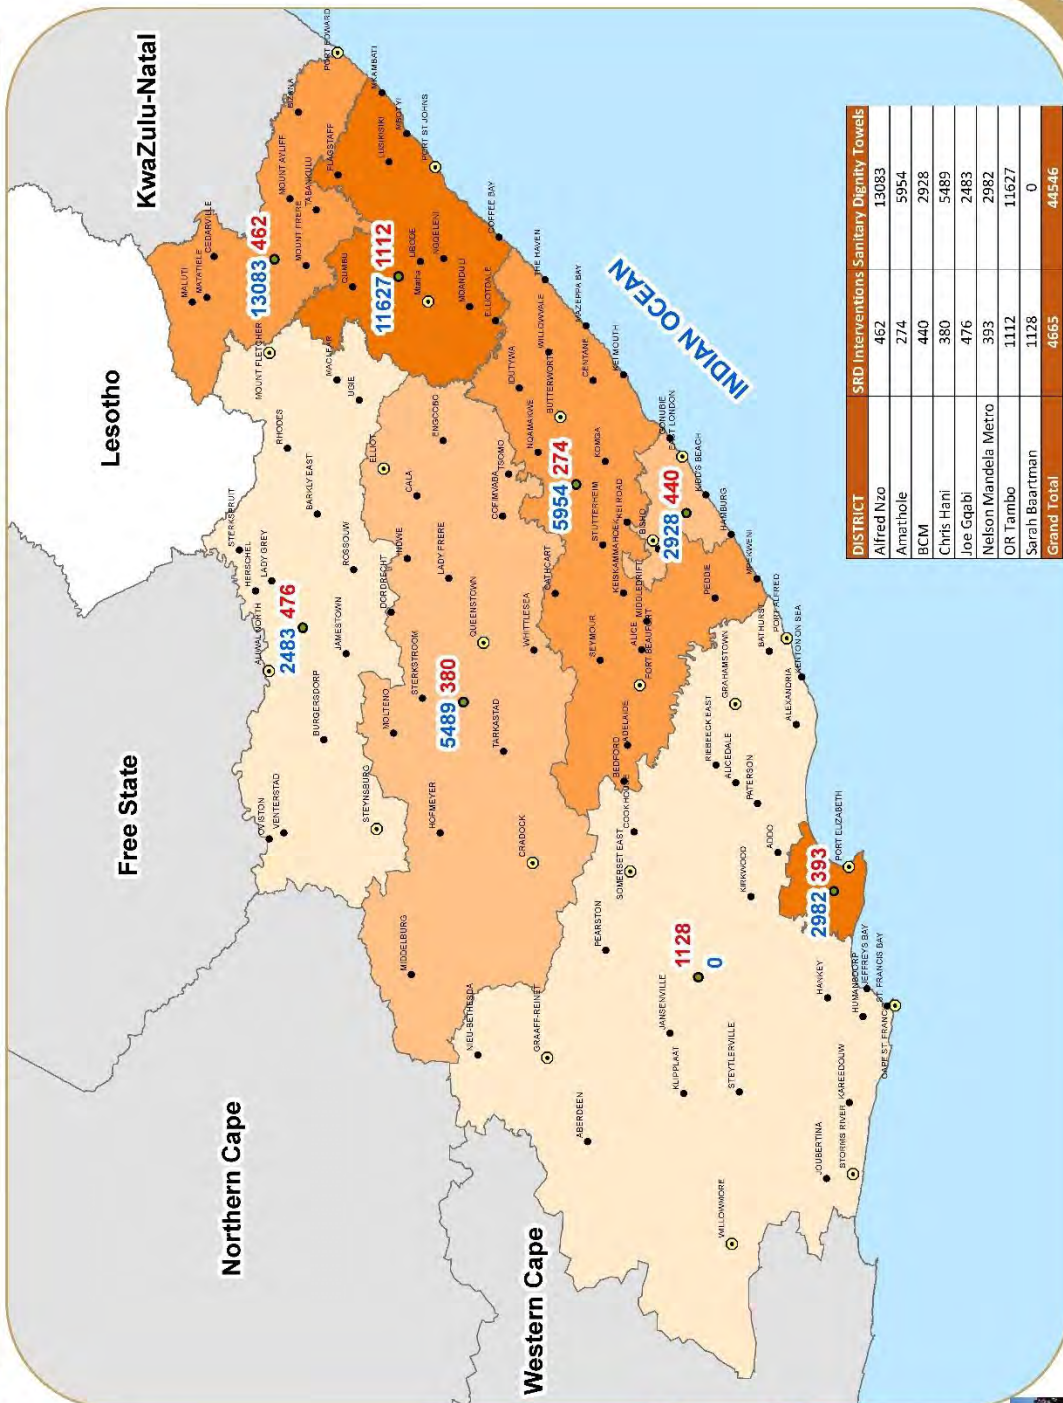 Lesotho
KwaZulu-Natal
Free State
Northern Cape
Western Cape
INDIAN OCEAN
MALUTI
MATATIELE
CEDARVILLE
13083 462
MOUNT FLETCHER
MOUNT FRERE
MOUNT AYLIFF
TABANKULU
BIZANA
PORT EDWARD
FLAGSTAFF
MKAMBATI
LUSIKISIKI
MBOTYI
PORT ST JOHNS
QUMBU
11627 1112
LIBODE
Mthatha
NGQELENI
MQANDULI
COFFEE BAY
ELLIOTDALE
THE HAVEN
STERKSPRUIT
HERSCHEL
LADY GREY
RHODES
MACLEAR
UGIE
ALIWAL NORTH
2483 476
BARKLY EAST
ROSSOUW
JAMESTOWN
BURGERSDORP
OVISTON
VENTERSTAD
STEYNSBURG
ELLIOT
ENGCOBO
CALA
TSOMO
COFIMVABA
INDWE
DORDRECHT
LADY FRERE
STERKSTROOM
MOLTENO
5489 380
QUEENSTOWN
WHITTLESEA
TARKASTAD
HOFMEYER
CRADOCK
MIDDELBURG
IDUTYWA
WILLOWVALE
MAZEPPA BAY
NQAMAKWE
BUTTERWORTH
CENTANE
KEI MOUTH
5954 274
KOMGA
CATHCART
STUTTERHEIM
KEI ROAD
KEISKAMMAHOEK
SEYMOUR
ALICE
MIDDLEDRIFT
FORT BEAUFORT
PEDDIE
ADELAIDE
BEDFORD
BISHO
2928 440
GONUBIE
EAST LONDON
KIDD'S BEACH
HAMBURG
MPEKWENI
NIEU-BETHESDA
GRAAFF-REINET
ABERDEEN
PEARSTON
SOMERSET EAST
COOKHOUSE
RIEBEECK EAST
GRAHAMSTOWN
BATHURST
PORT ALFRED
KENTON ON SEA
ALICEDALE
ALEXANDRIA
PATERSON
ADDO
KIRKWOOD
1128
0
JANSENVILLE
KLIPPLAAT
STEYTLERVILLE
WILLOWMORE
2982 393
PORT ELIZABETH
HANKEY
HUMANSDORP
JEFFREYS BAY
ST. FRANCIS BAY
CAPE ST. FRANC
KAREEDOUW
STORMS RIVER
JOUBERTINA
DISTRICT SRD Interventions Sanitary Dignity Towels
Alfred Nzo 462 13083
Amathole 274 5954
BCM 440 2928
Chris Hani 380 5489
Joe Gqabi 476 2483
Nelson Mandela Metro 393 2982
OR Tambo 1112 11627
Sarah Baartman 1128 0
Grand Total 4665 44546